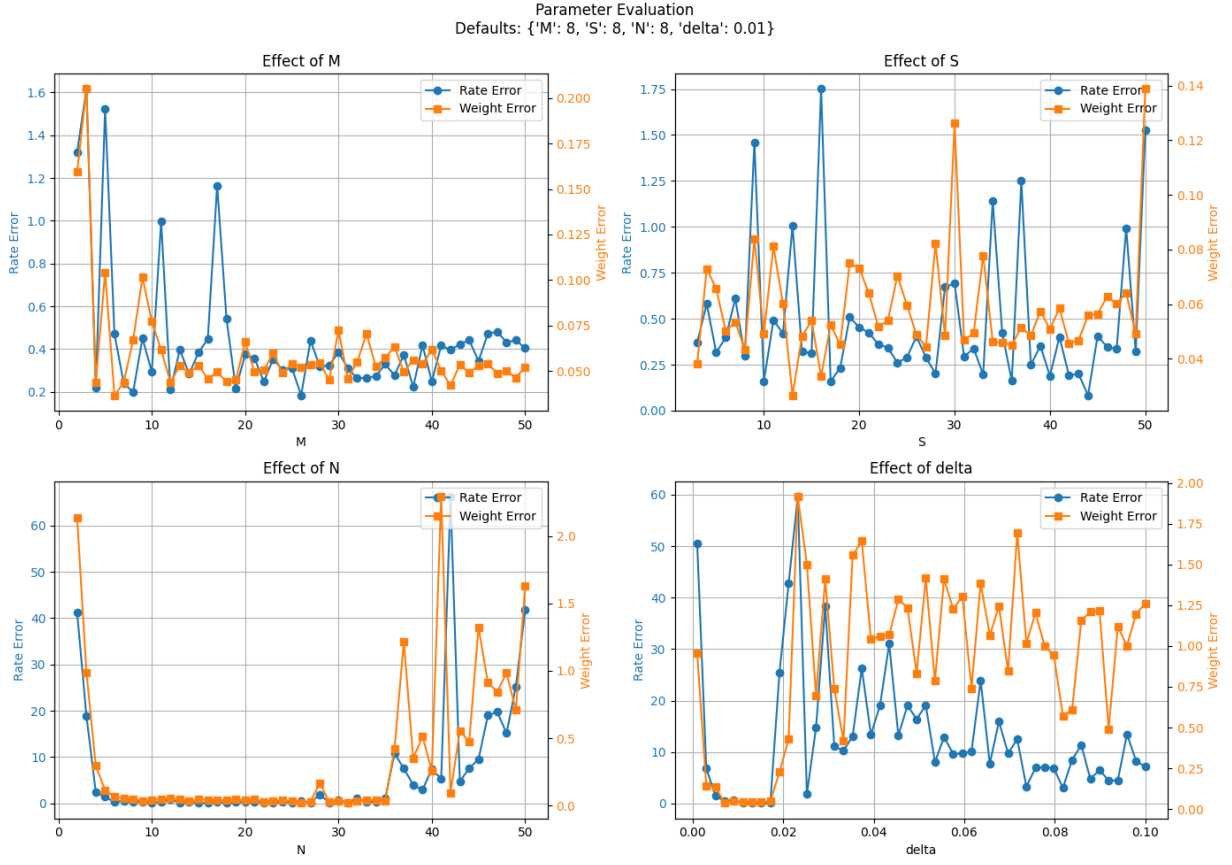 Parameter Evaluation
Defaults: {'M': 8, 'S': 8, 'N': 8, 'delta': 0.01}
Effect of M
Rate Error
Weight Error
1.6
1.4
1.2
1.0
0.8
0.6
0.4
0.2
Rate Error
0.200
0.175
0.150
0.125
0.100
0.075
0.050
Weight Error
0 10 20 30 40 50
M
Effect of S
Rate Error
Weight Error
1.75
1.50
1.25
1.00
0.75
0.50
0.25
0.00
Rate Error
0.14
0.12
0.10
0.08
0.06
0.04
Weight Error
10 20 30 40 50
S
Effect of N
Rate Error
Weight Error
60
50
40
30
20
10
0
Rate Error
2.0
1.5
1.0
0.5
0.0
Weight Error
0 10 20 30 40 50
N
Effect of delta
Rate Error
Weight Error
60
50
40
30
20
10
0
Rate Error
2.00
1.75
1.50
1.25
1.00
0.75
0.50
0.25
0.00
Weight Error
0.00 0.02 0.04 0.06 0.08 0.10
delta